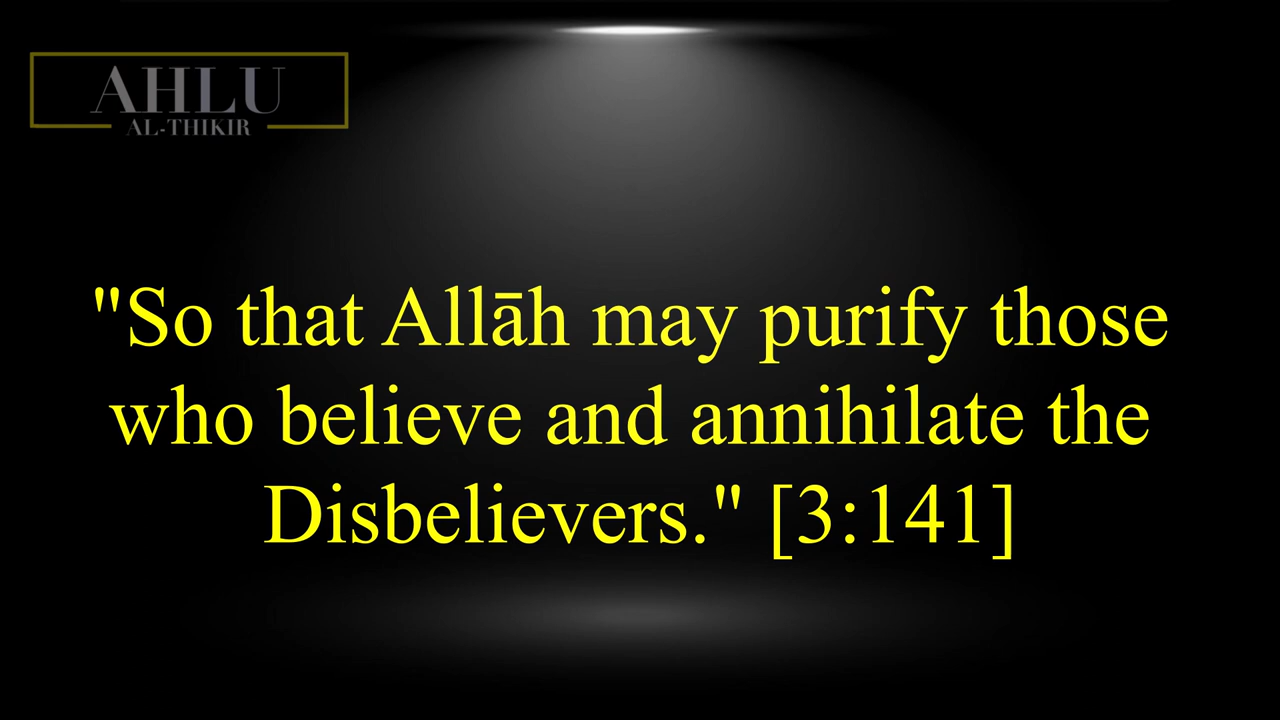 AHLU
AL-THIKIR
"So that Allāh may purify those
who believe and annihilate the
Disbelievers." [3:141]